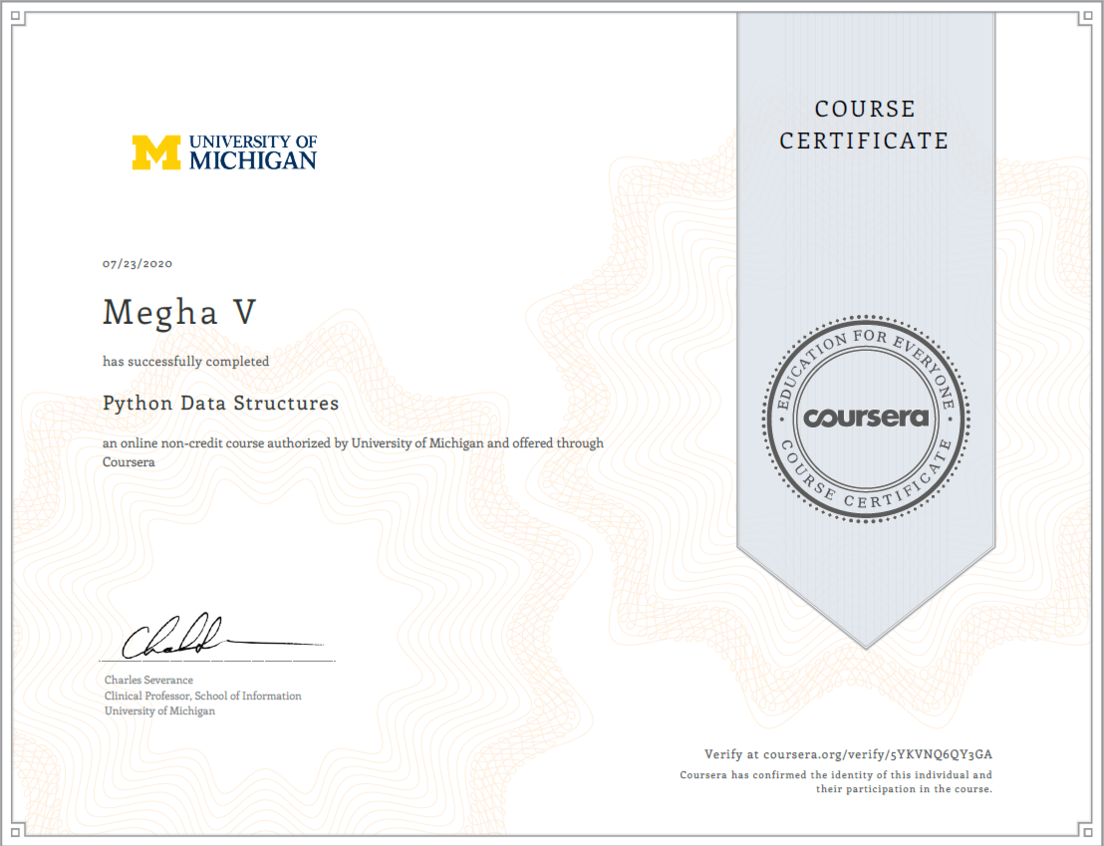 COURSE
CERTIFICATE
M UNIVERSITY OF
MICHIGAN
07/23/2020
Megha V
has successfully completed
Python Data Structures
an online non-credit course authorized by University of Michigan and offered through
Coursera
EDUCATION FOR EVERYONE
coursera
COURSE CERTIFICATE
Charles Severance
Clinical Professor, School of Information
University of Michigan
Verify at coursera.org/verify/5YKVNQ6QY3GA
Coursera has confirmed the identity of this individual and
their participation in the course.